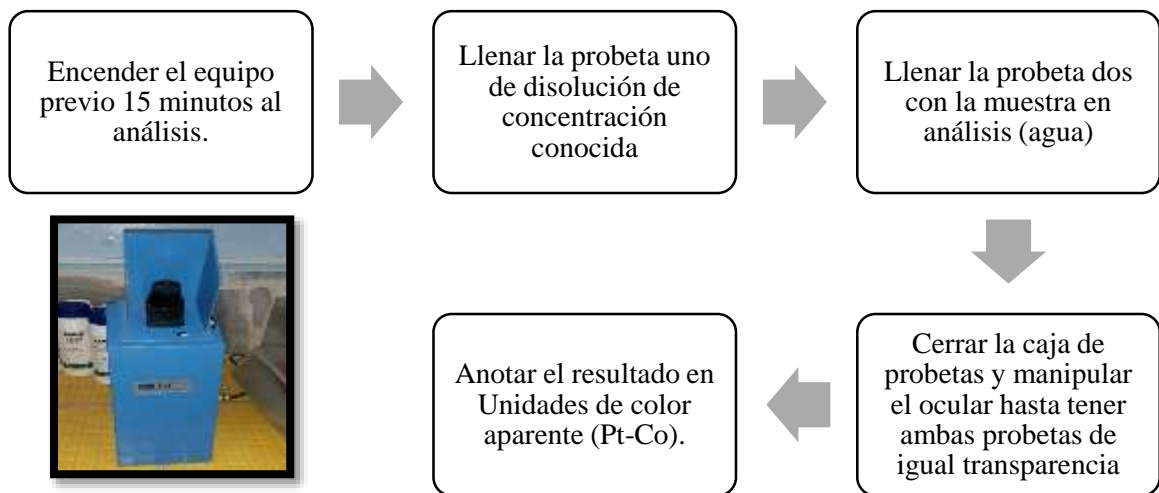 Encender el equipo
previo 15 minutos al
análisis.
Llenar la probeta uno
de disolución de
concentración
conocida
Llenar la probeta dos
con la muestra en
análisis (agua)
Cerrar la caja de
probetas y manipular
el ocular hasta tener
ambas probetas de
igual transparencia
Anotar el resultado en
Unidades de color
aparente (Pt-Co).